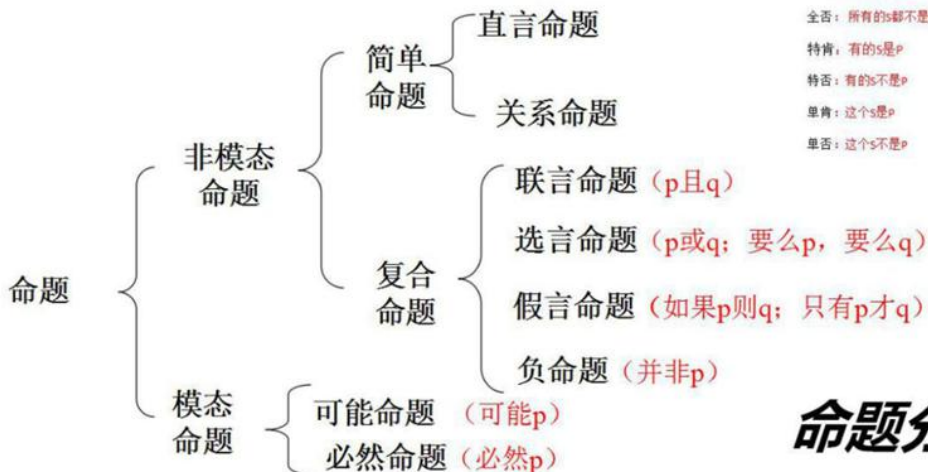 直言命题
简单
命题
关系命题
非模态
命题
联言命题（p且q）
选言命题（p或q；要么p，要么q）
复合
命题
假言命题（如果p则q；只有p才q）
负命题（并非p）
命题
模态
命题
可能命题（可能p）
必然命题（必然p）
全否：所有的s都不是
特肯：有的s是P
特否：有的s不是P
单肯：这个s是P
单否：这个s不是P
命题